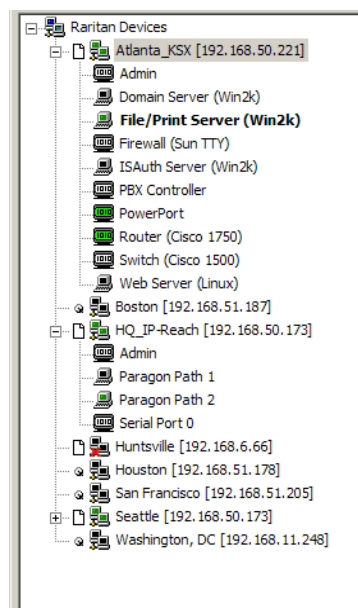 Raritan Devices
Atlanta_KSX [192.168.50.221]
Admin
Domain Server (Win2k)
File/Print Server (Win2k)
Firewall (Sun TTY)
ISAuth Server (Win2k)
PBX Controller
PowerPort
Router (Cisco 1750)
Switch (Cisco 1500)
Web Server (Linux)
Boston [192.168.51.187]
HQ_IP-Reach [192.168.50.173]
Admin
Paragon Path 1
Paragon Path 2
Serial Port 0
Huntsville [192.168.6.66]
Houston [192.168.51.178]
San Francisco [192.168.51.205]
Seattle [192.168.50.173]
Washington, DC [192.168.11.248]